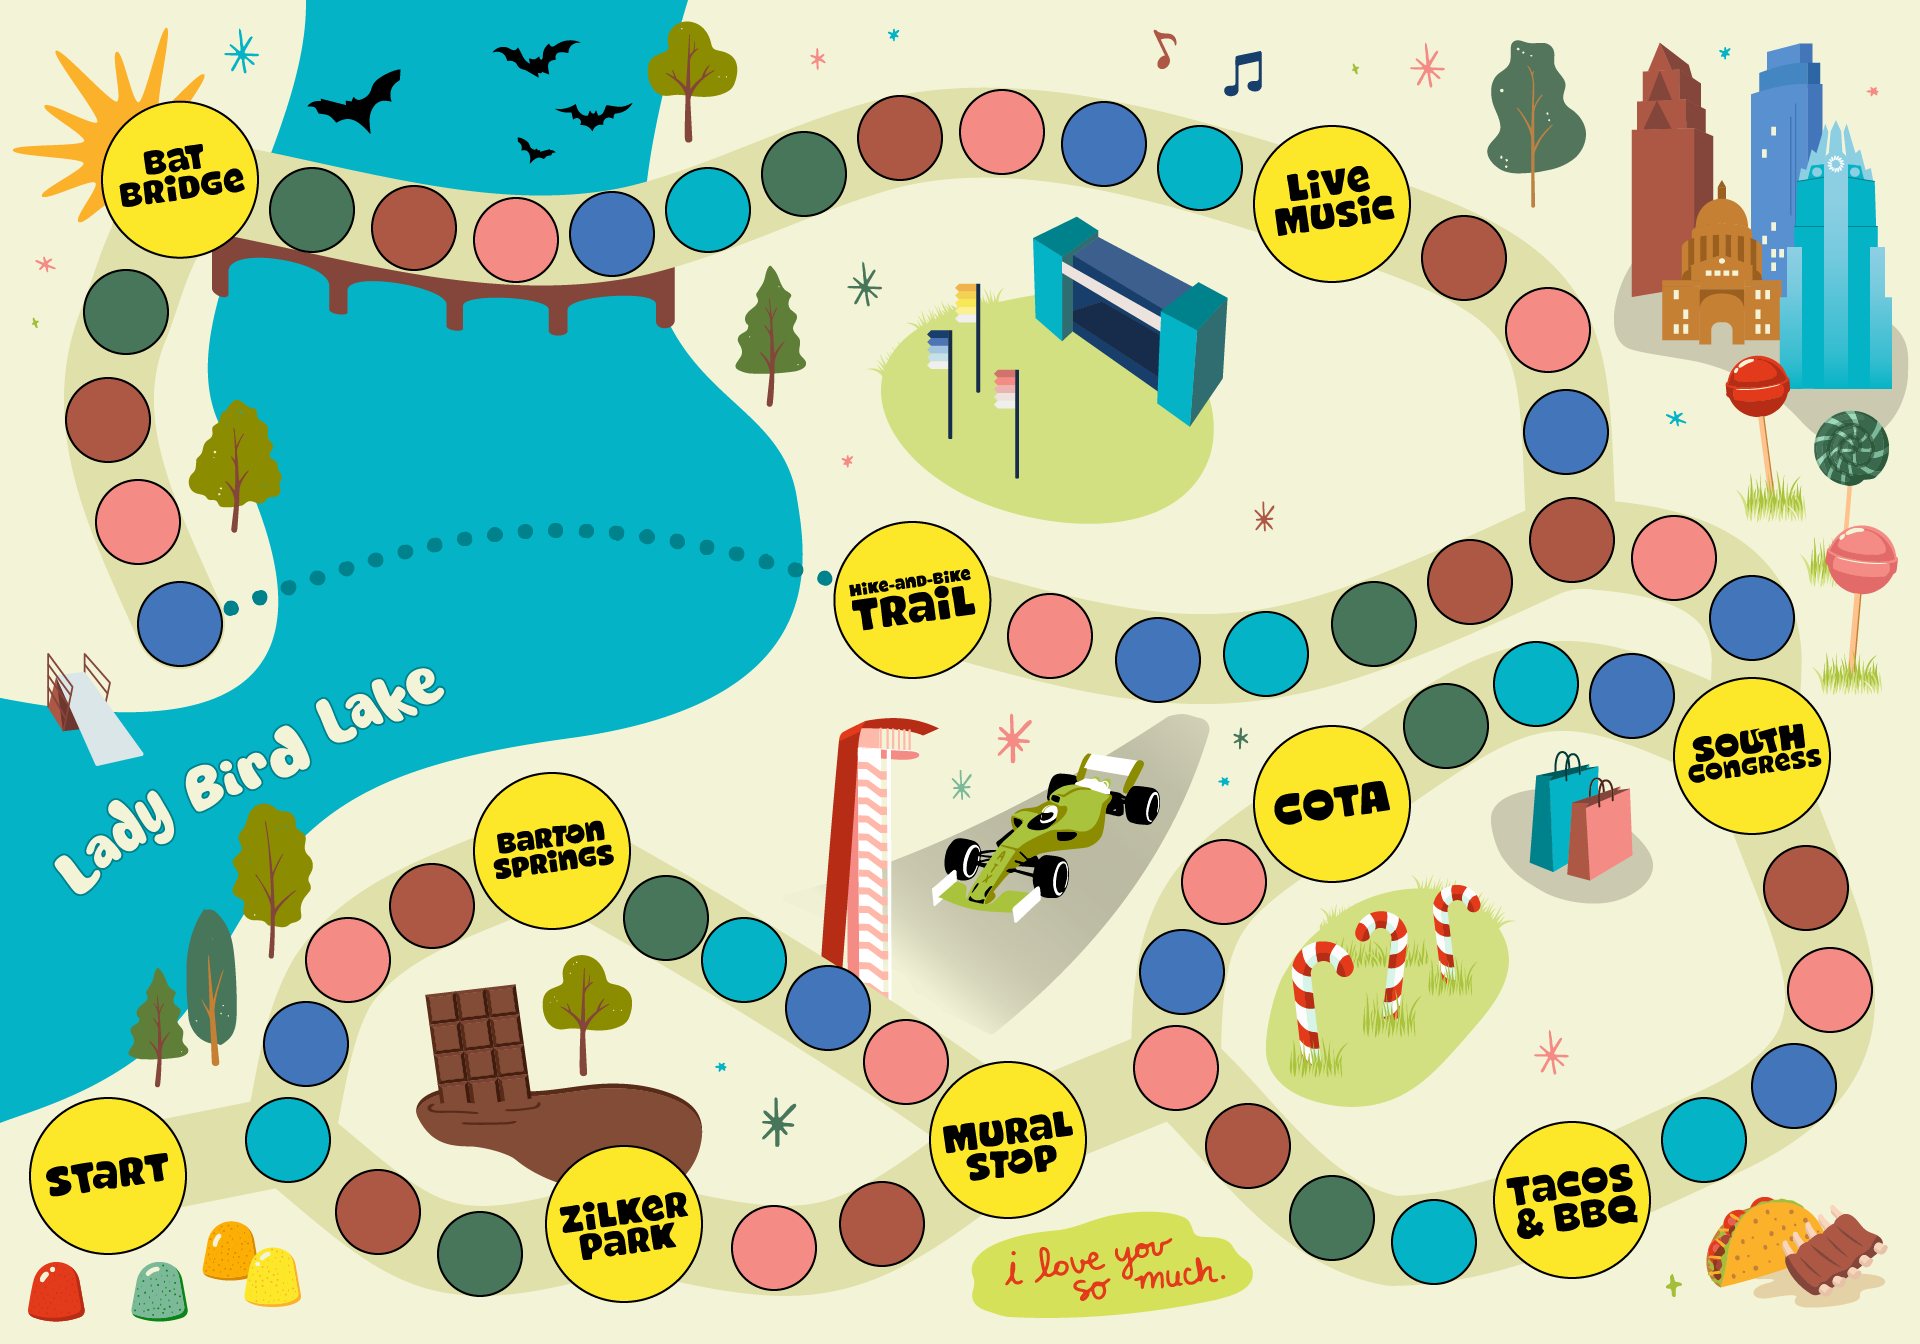 BaT
BRiDGE
LiVE
MUSiC
HiKE-aND-BiKE
TRaiL
SOUTH
CONGRESS
COTA
Lady Bird Lake
BaRTON
SPRiNGS
MURaL
STOP
START
ZiLKER
PaRK
TaCOS
& BBQ
i love you
so much.